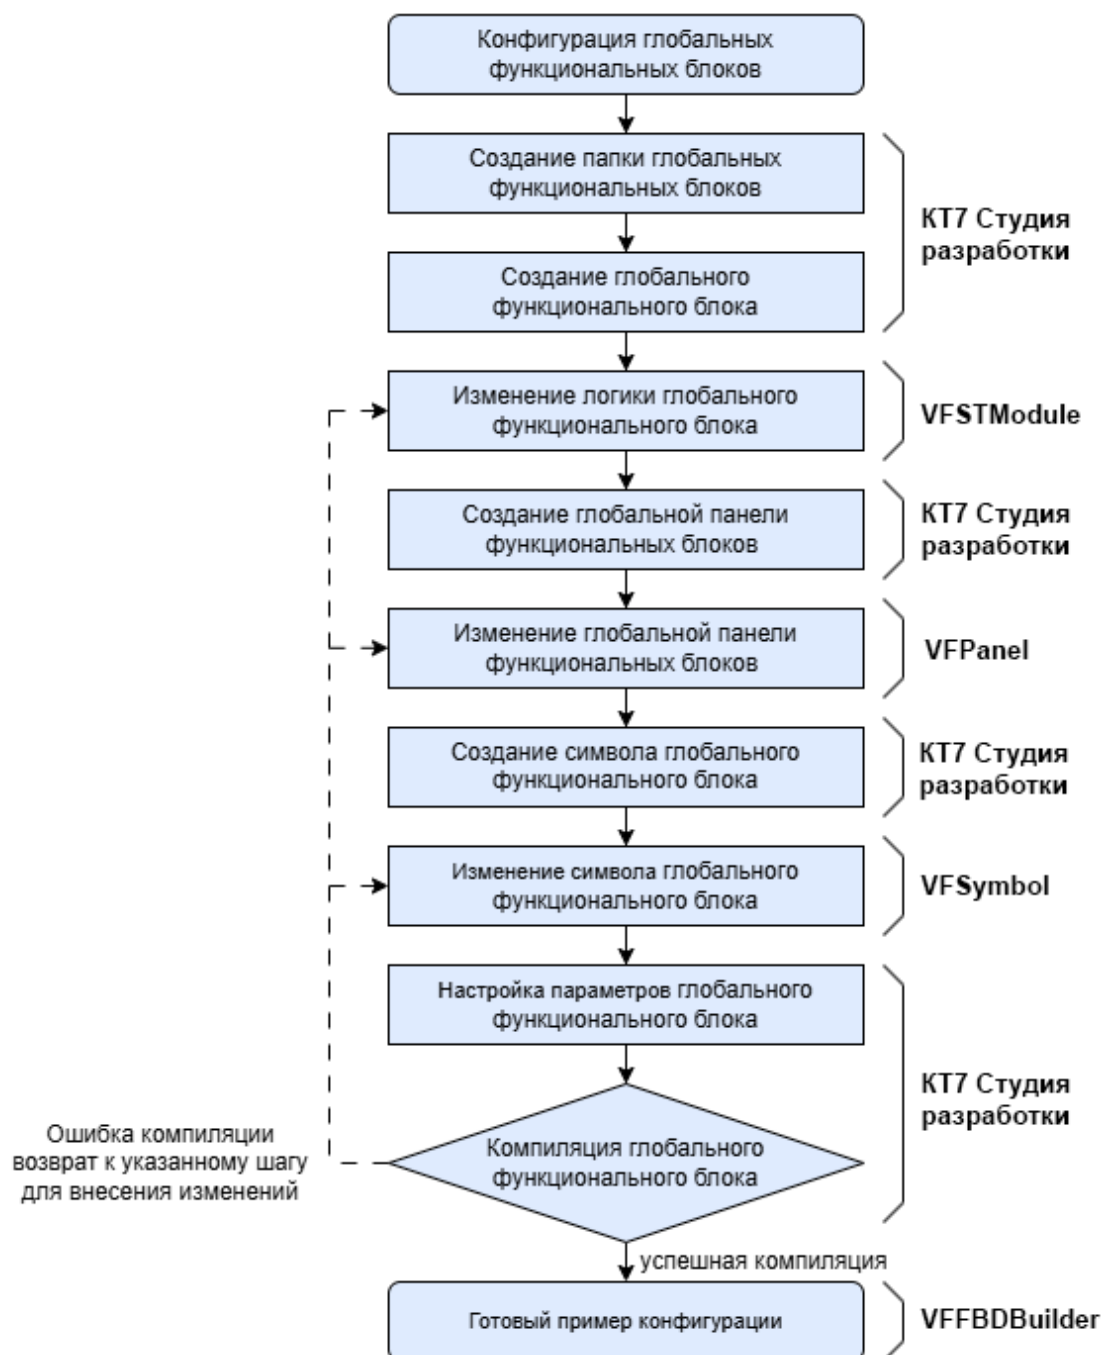 Конфигурация глобальных
функциональных блоков
Создание папки глобальных
функциональных блоков
КТ7 Студия
разработки
Создание глобального
функционального блока
Изменение логики глобального
функционального блока
VFSTModule
Создание глобальной панели
функциональных блоков
КТ7 Студия
разработки
Изменение глобальной панели
функциональных блоков
VFPanel
Создание символа глобального
функционального блока
КТ7 Студия
разработки
Изменение символа глобального
функционального блока
VFSymbol
Настройка параметров глобального
функционального блока
КТ7 Студия
разработки
Ошибка компиляции
возврат к указанному шагу
для внесения изменений
Компиляция глобального
функционального блока
успешная компиляция
Готовый пример конфигурации
VFFBDBuilder